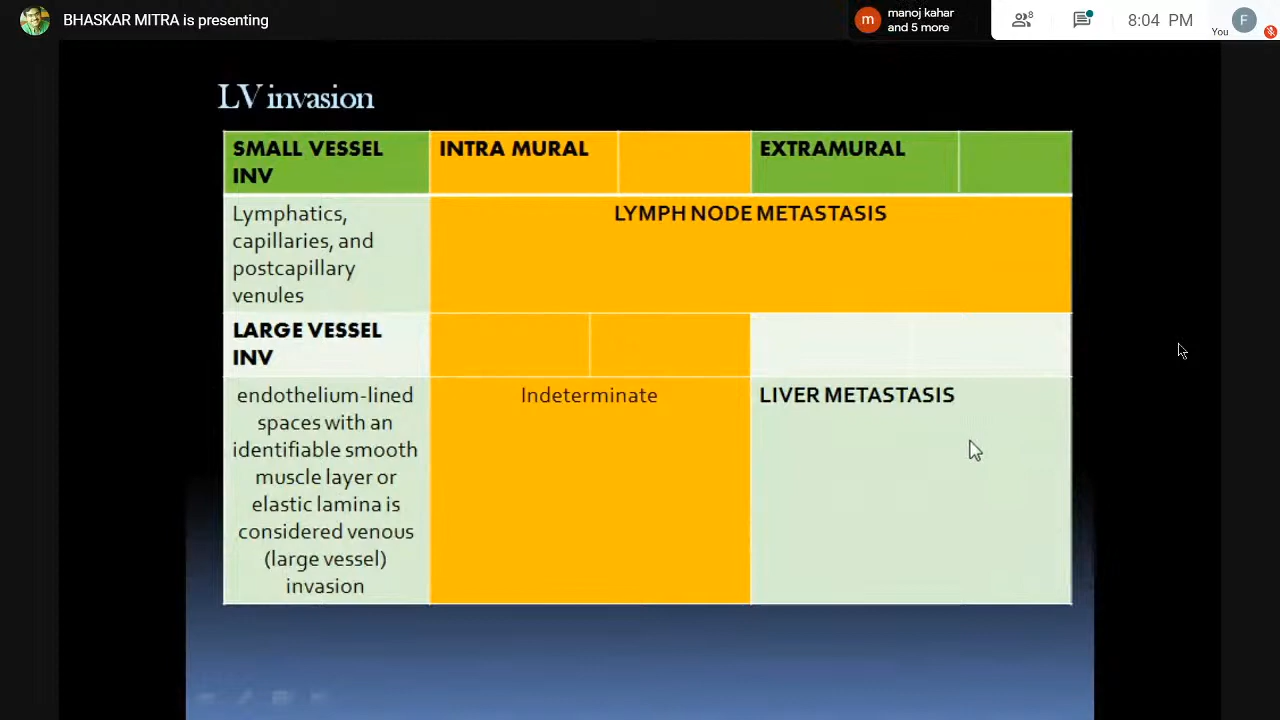 BHASKAR MITRA is presenting
m
manoj kahar
and 5 more
8
8:04 PM
You
F
LV invasion
SMALL VESSEL
INV
INTRA MURAL
EXTRAMURAL
Lymphatics,
capillaries, and
postcapillary
venules
LYMPH NODE METASTASIS
LARGE VESSEL
INV
endothelium-lined
spaces with an
identifiable smooth
muscle layer or
elastic lamina is
considered venous
(large vessel)
invasion
Indeterminate
LIVER METASTASIS